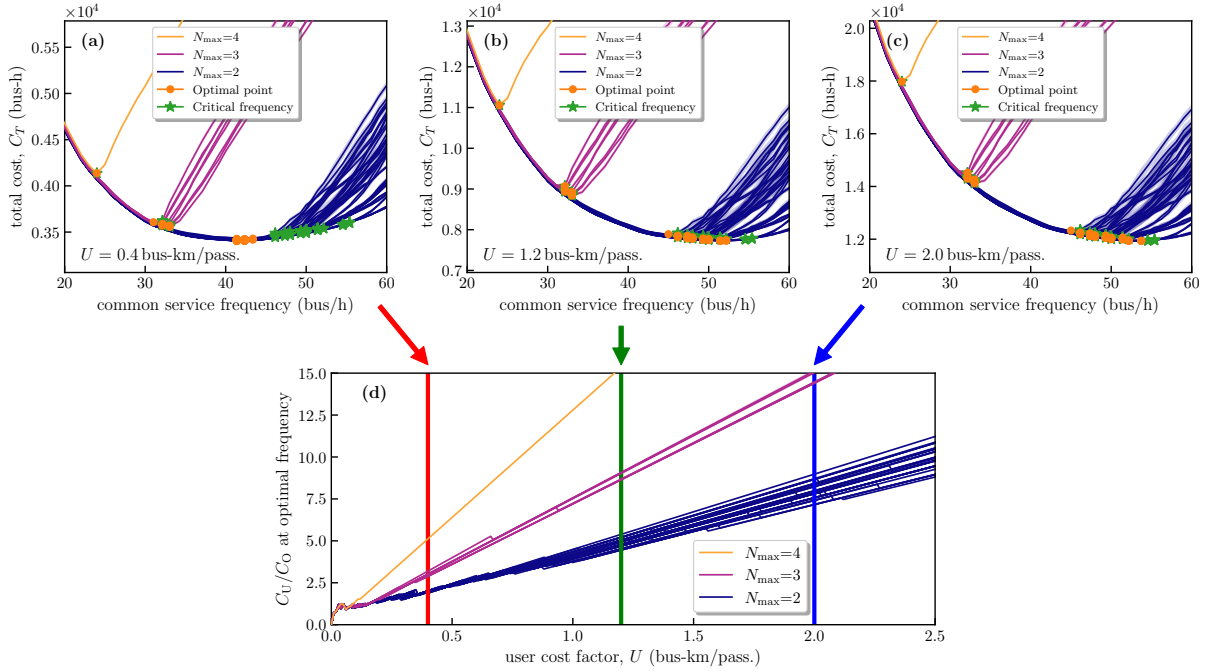 ×10⁴
0.55
0.50
0.45
0.40
0.35
total cost, C_T (bus-h)
(a)
N_max=4
N_max=3
N_max=2
Optimal point
Critical frequency
U = 0.4 bus-km/pass.
20 30 40 50 60
common service frequency (bus/h)
×10⁴
1.3
1.2
1.1
1.0
0.9
0.8
0.7
total cost, C_T (bus-h)
(b)
N_max=4
N_max=3
N_max=2
Optimal point
Critical frequency
U = 1.2 bus-km/pass.
20 30 40 50 60
common service frequency (bus/h)
×10⁴
2.0
1.8
1.6
1.4
1.2
total cost, C_T (bus-h)
(c)
N_max=4
N_max=3
N_max=2
Optimal point
Critical frequency
U = 2.0 bus-km/pass.
20 30 40 50 60
common service frequency (bus/h)
15.0
12.5
10.0
7.5
5.0
2.5
0.0
C_U/C_O at optimal frequency
(d)
N_max=4
N_max=3
N_max=2
0.0 0.5 1.0 1.5 2.0 2.5
user cost factor, U (bus-km/pass.)